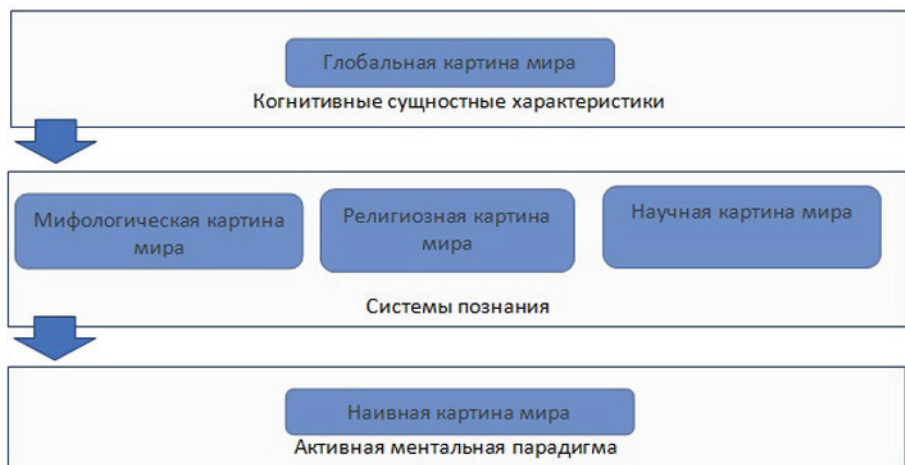 Глобальная картина мира
Когнитивные сущностные характеристики
Мифологическая картина
мира
Религиозная картина
мира
Научная картина мира
Системы познания
Наивная картина мира
Активная ментальная парадигма